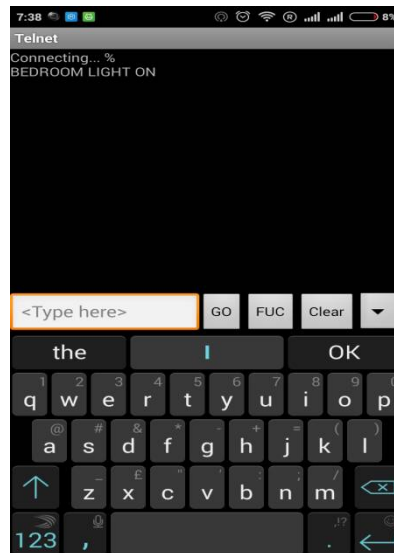 7:38 8%
Telnet
Connecting... %
BEDROOM LIGHT ON
<Type here> GO FUC Clear
the I OK
1 2 3 4 5 6 7 8 9 0
q w e r t y u i o p
@ # & * - + = ( )
a s d f g h j k l
_ £ " ' : ; /
z x c v b n m
123 , . ,!?